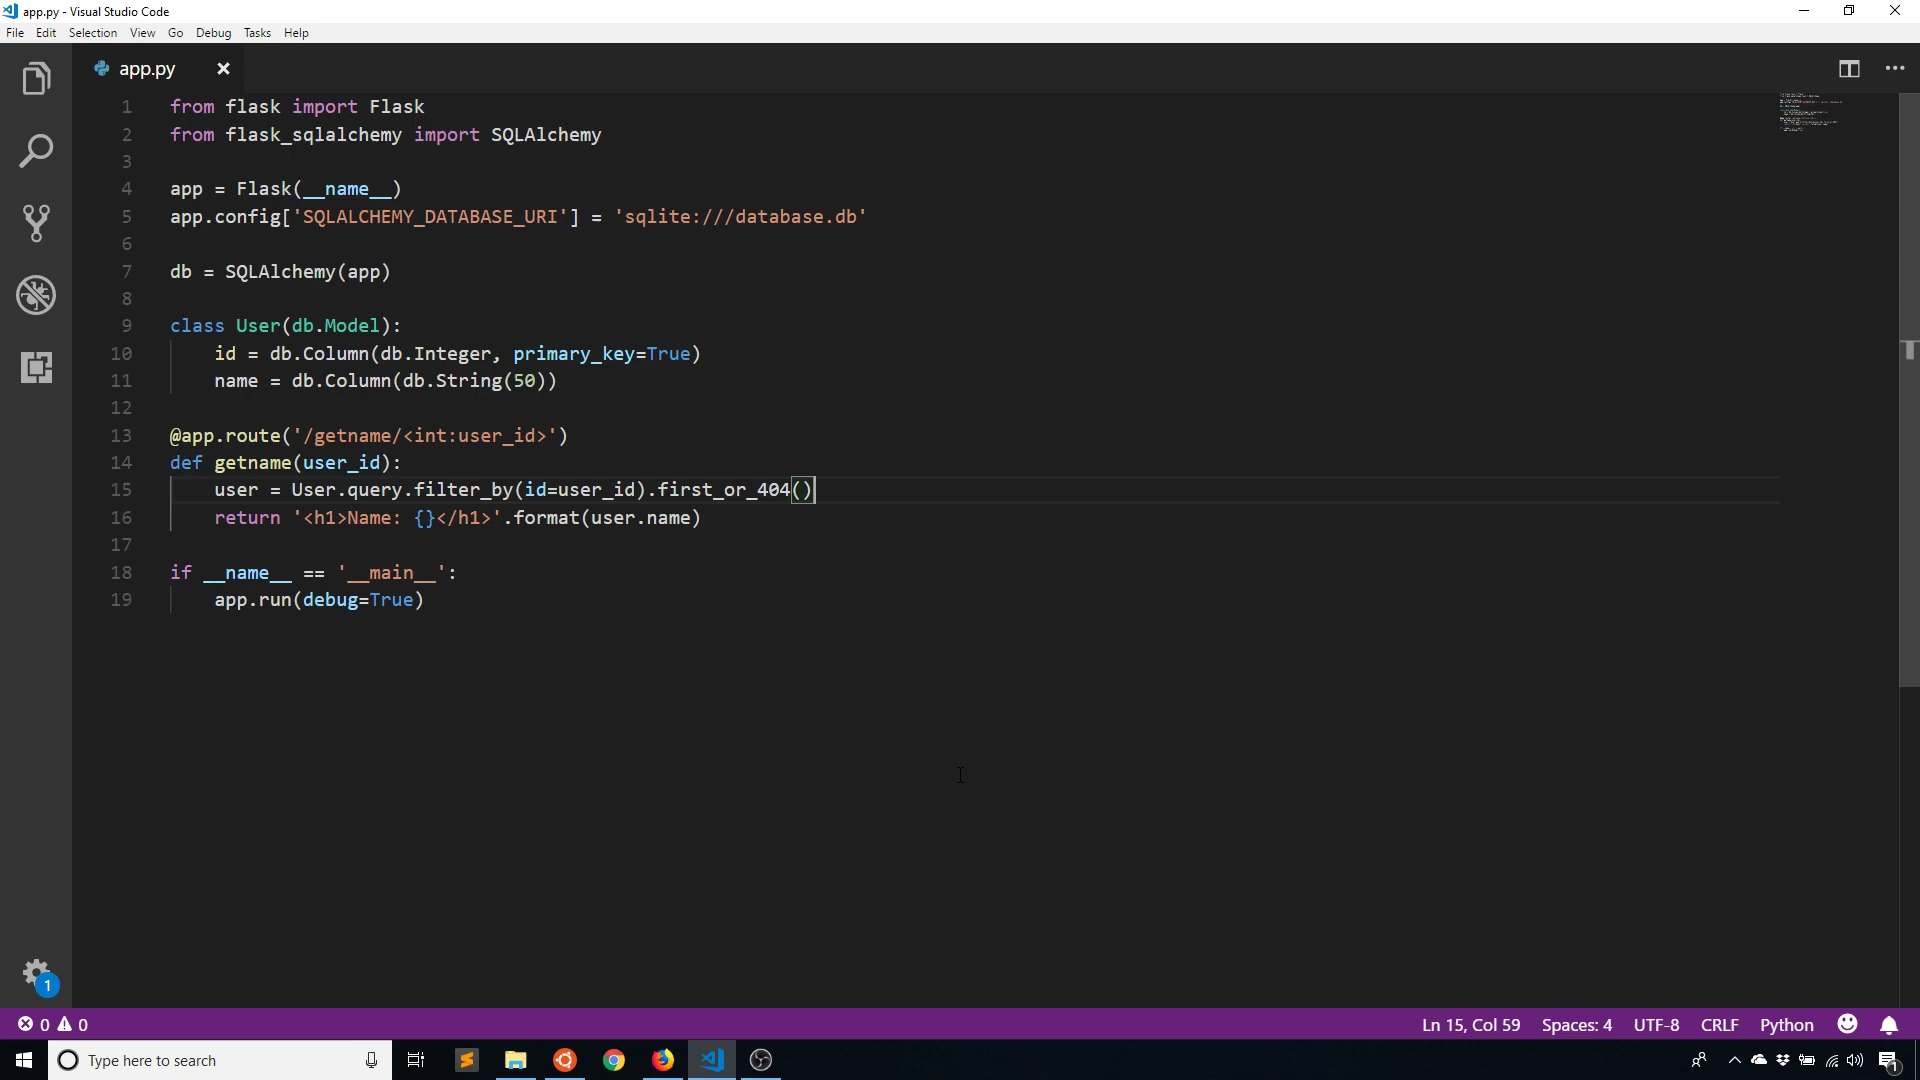 app.py - Visual Studio Code
File Edit Selection View Go Debug Tasks Help
app.py
1 from flask import Flask
2 from flask_sqlalchemy import SQLAlchemy
3
4 app = Flask(__name__)
5 app.config['SQLALCHEMY_DATABASE_URI'] = 'sqlite:///database.db'
6
7 db = SQLAlchemy(app)
8
9 class User(db.Model):
10 id = db.Column(db.Integer, primary_key=True)
11 name = db.Column(db.String(50))
12
13 @app.route('/getname/<int:user_id>')
14 def getname(user_id):
15 user = User.query.filter_by(id=user_id).first_or_404()
16 return '<h1>Name: {}</h1>'.format(user.name)
17
18 if __name__ == '__main__':
19 app.run(debug=True)
1
0 0 Ln 15, Col 59 Spaces: 4 UTF-8 CRLF Python
Type here to search 1